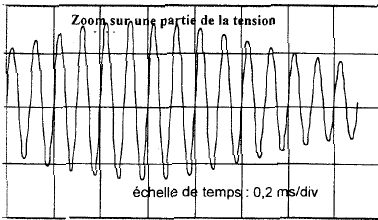 Zoom sur une partie de la tension
échelle de temps : 0,2 ms/div